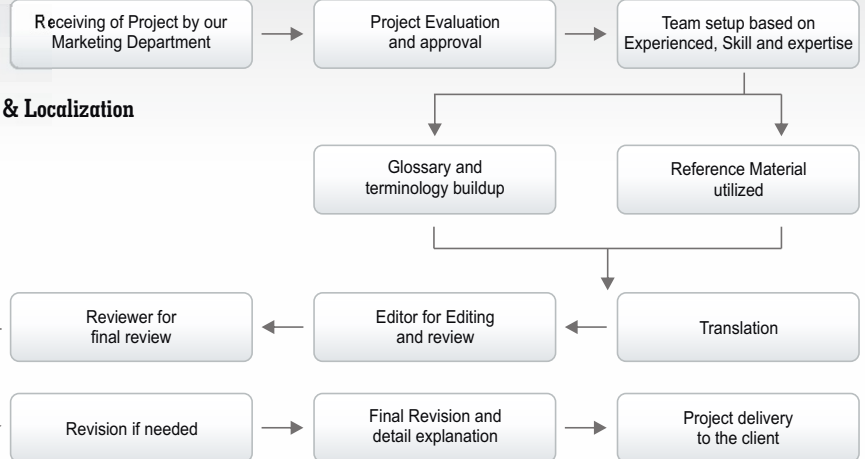 Receiving of Project by our
Marketing Department
Project Evaluation
and approval
Team setup based on
Experienced, Skill and expertise
& Localization
Glossary and
terminology buildup
Reference Material
utilized
Reviewer for
final review
Editor for Editing
and review
Translation
Revision if needed
Final Revision and
detail explanation
Project delivery
to the client